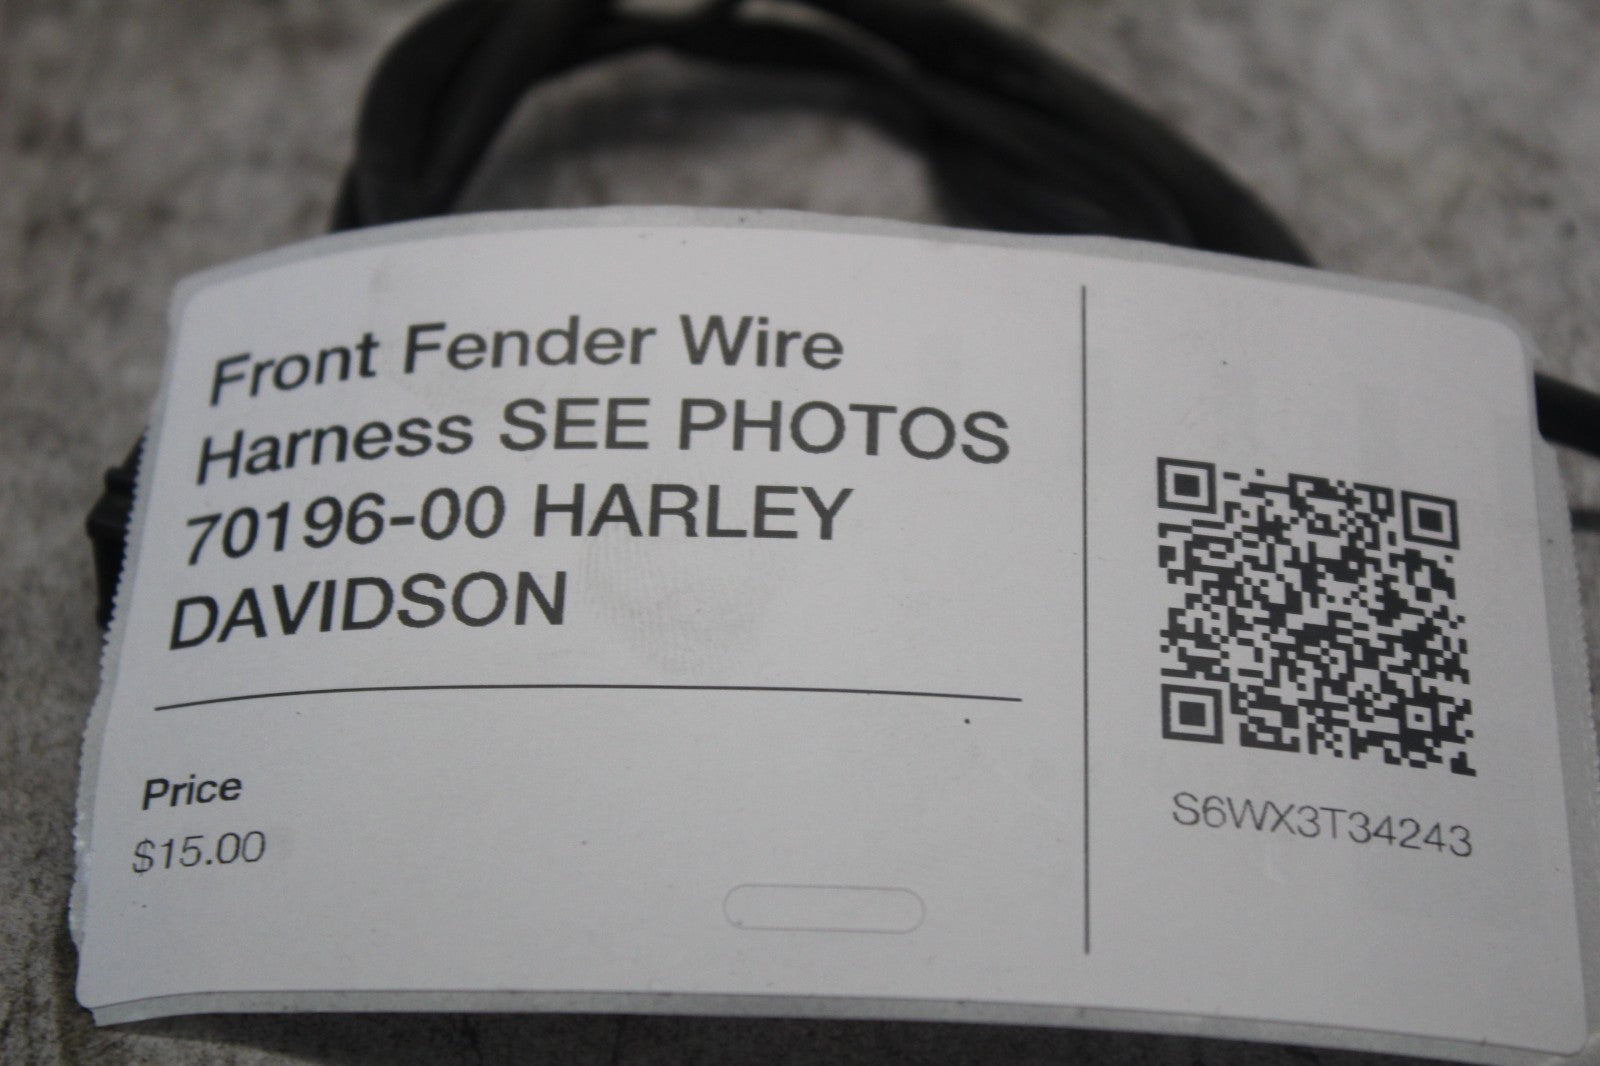 Front Fender Wire
Harness SEE PHOTOS
70196-00 HARLEY
DAVIDSON
Price
$15.00
S6WX3T34243